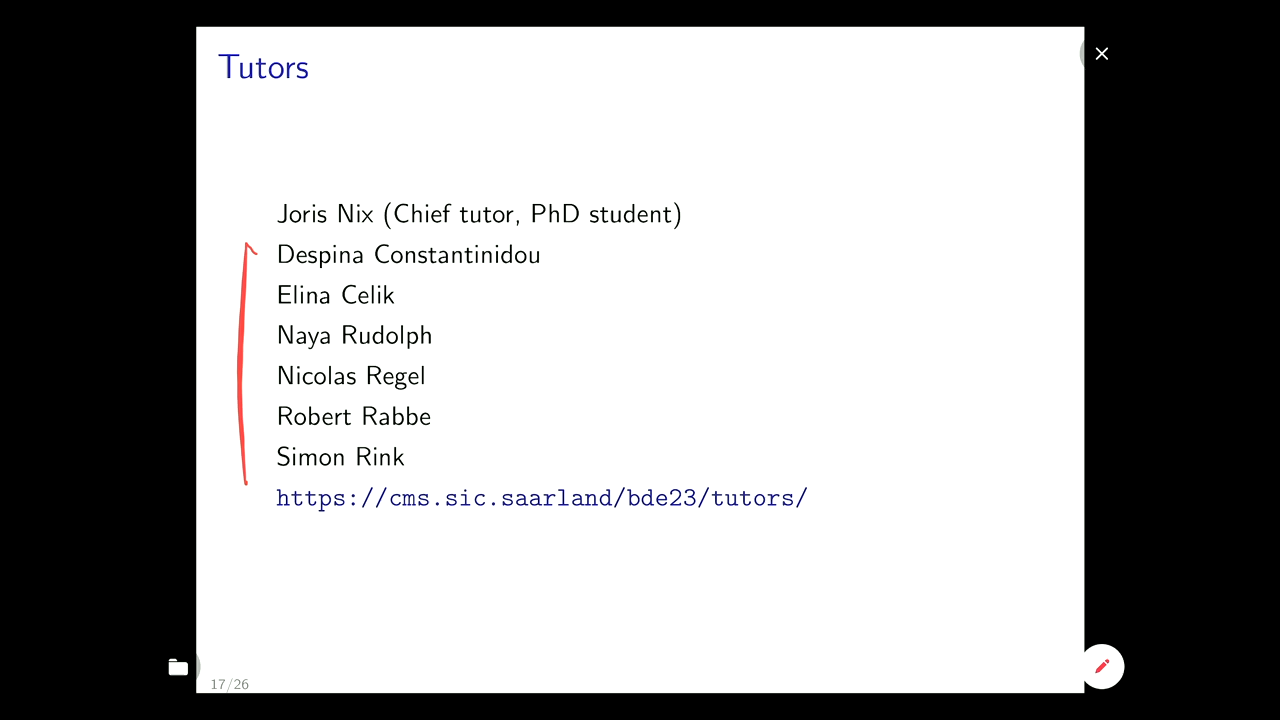 Tutors
Joris Nix (Chief tutor, PhD student)
Despina Constantinidou
Elina Celik
Naya Rudolph
Nicolas Regel
Robert Rabbe
Simon Rink
https://cms.sic.saarland/bde23/tutors/
17/26